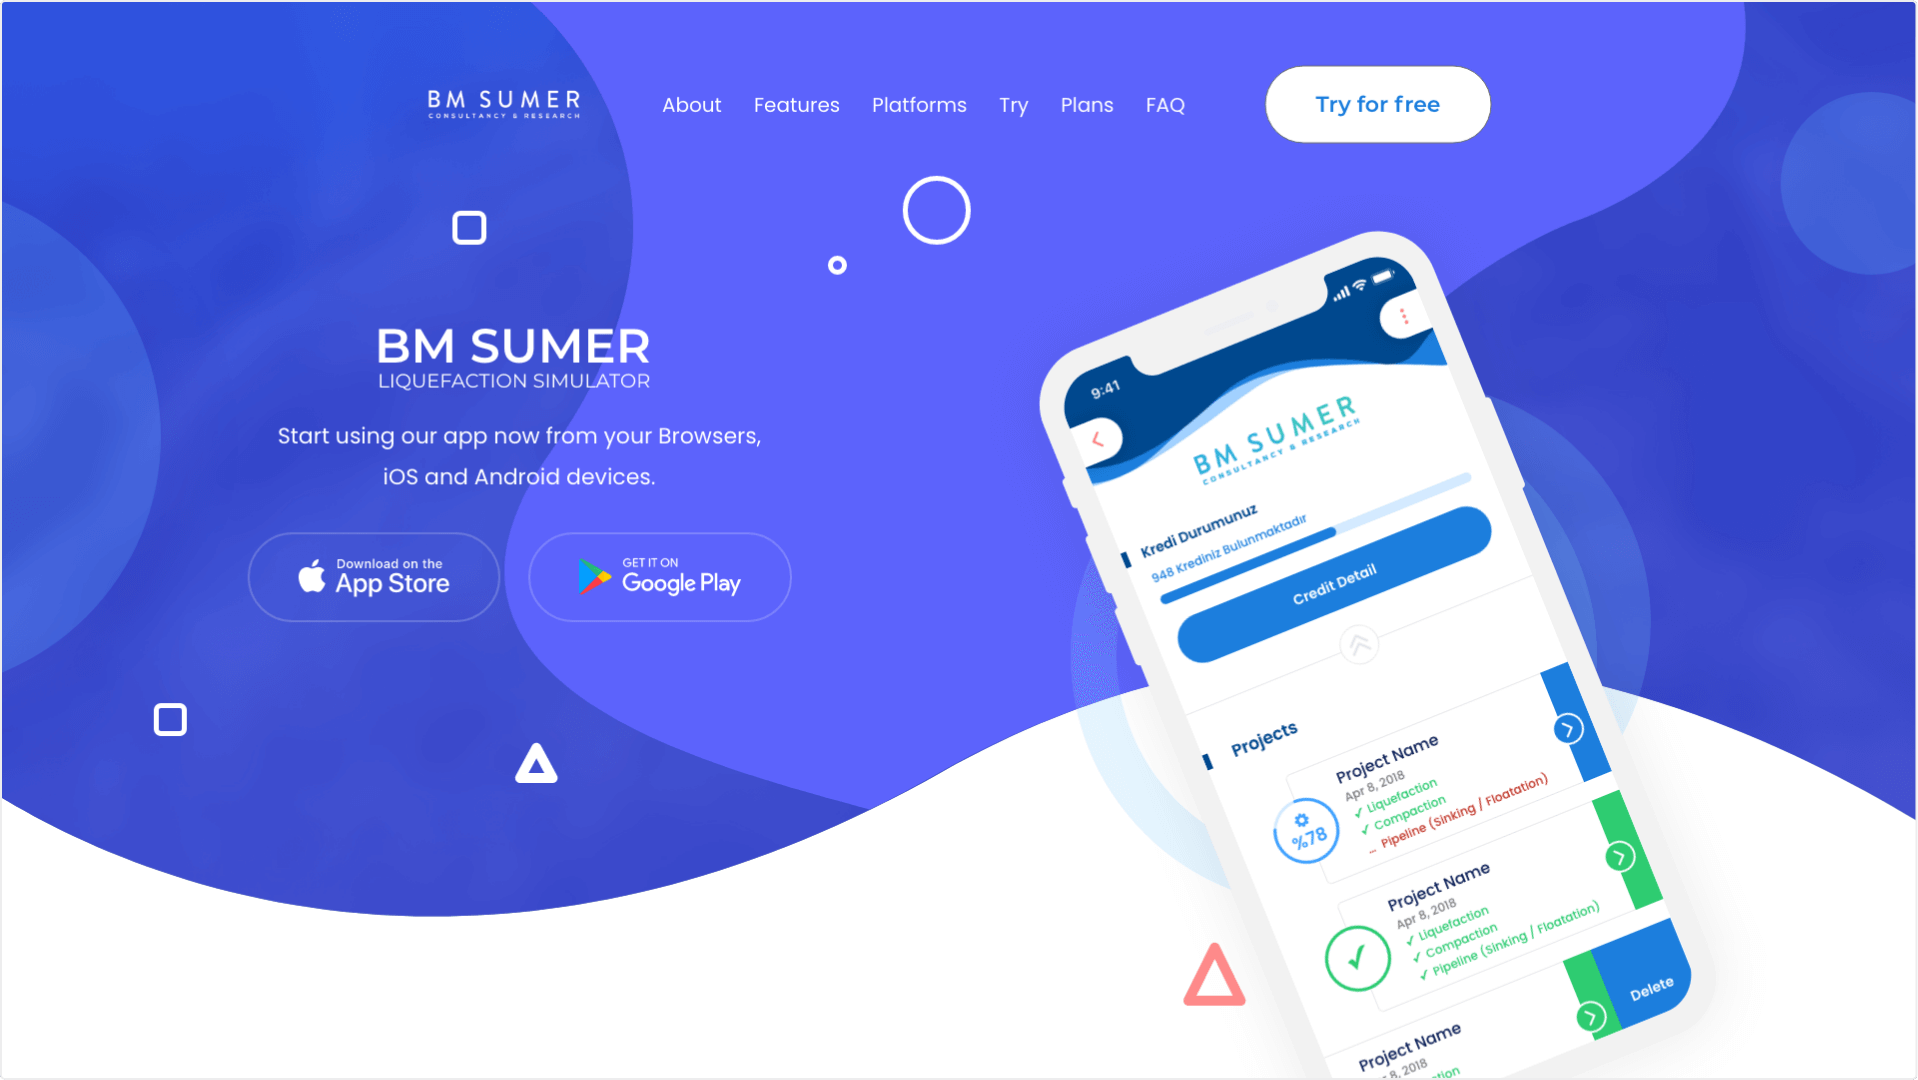 BM SUMER
CONSULTANCY & RESEARCH
About
Features
Platforms
Try
Plans
FAQ
Try for free
BM SUMER
LIQUEFACTION SIMULATOR
Start using our app now from your Browsers,
iOS and Android devices.
Download on the
App Store
GET IT ON
Google Play
9:41
BM SUMER
CONSULTANCY & RESEARCH
Kredi Durumunuz
948 Krediniz Bulunmaktadır
Credit Detail
Projects
Project Name
Apr 8, 2018
✓ Liquefaction
✓ Compaction
... Pipeline (Sinking / Floatation)
%78
Project Name
Apr 8, 2018
✓ Liquefaction
✓ Compaction
✓ Pipeline (Sinking / Floatation)
Delete
Project Name
8, 2018